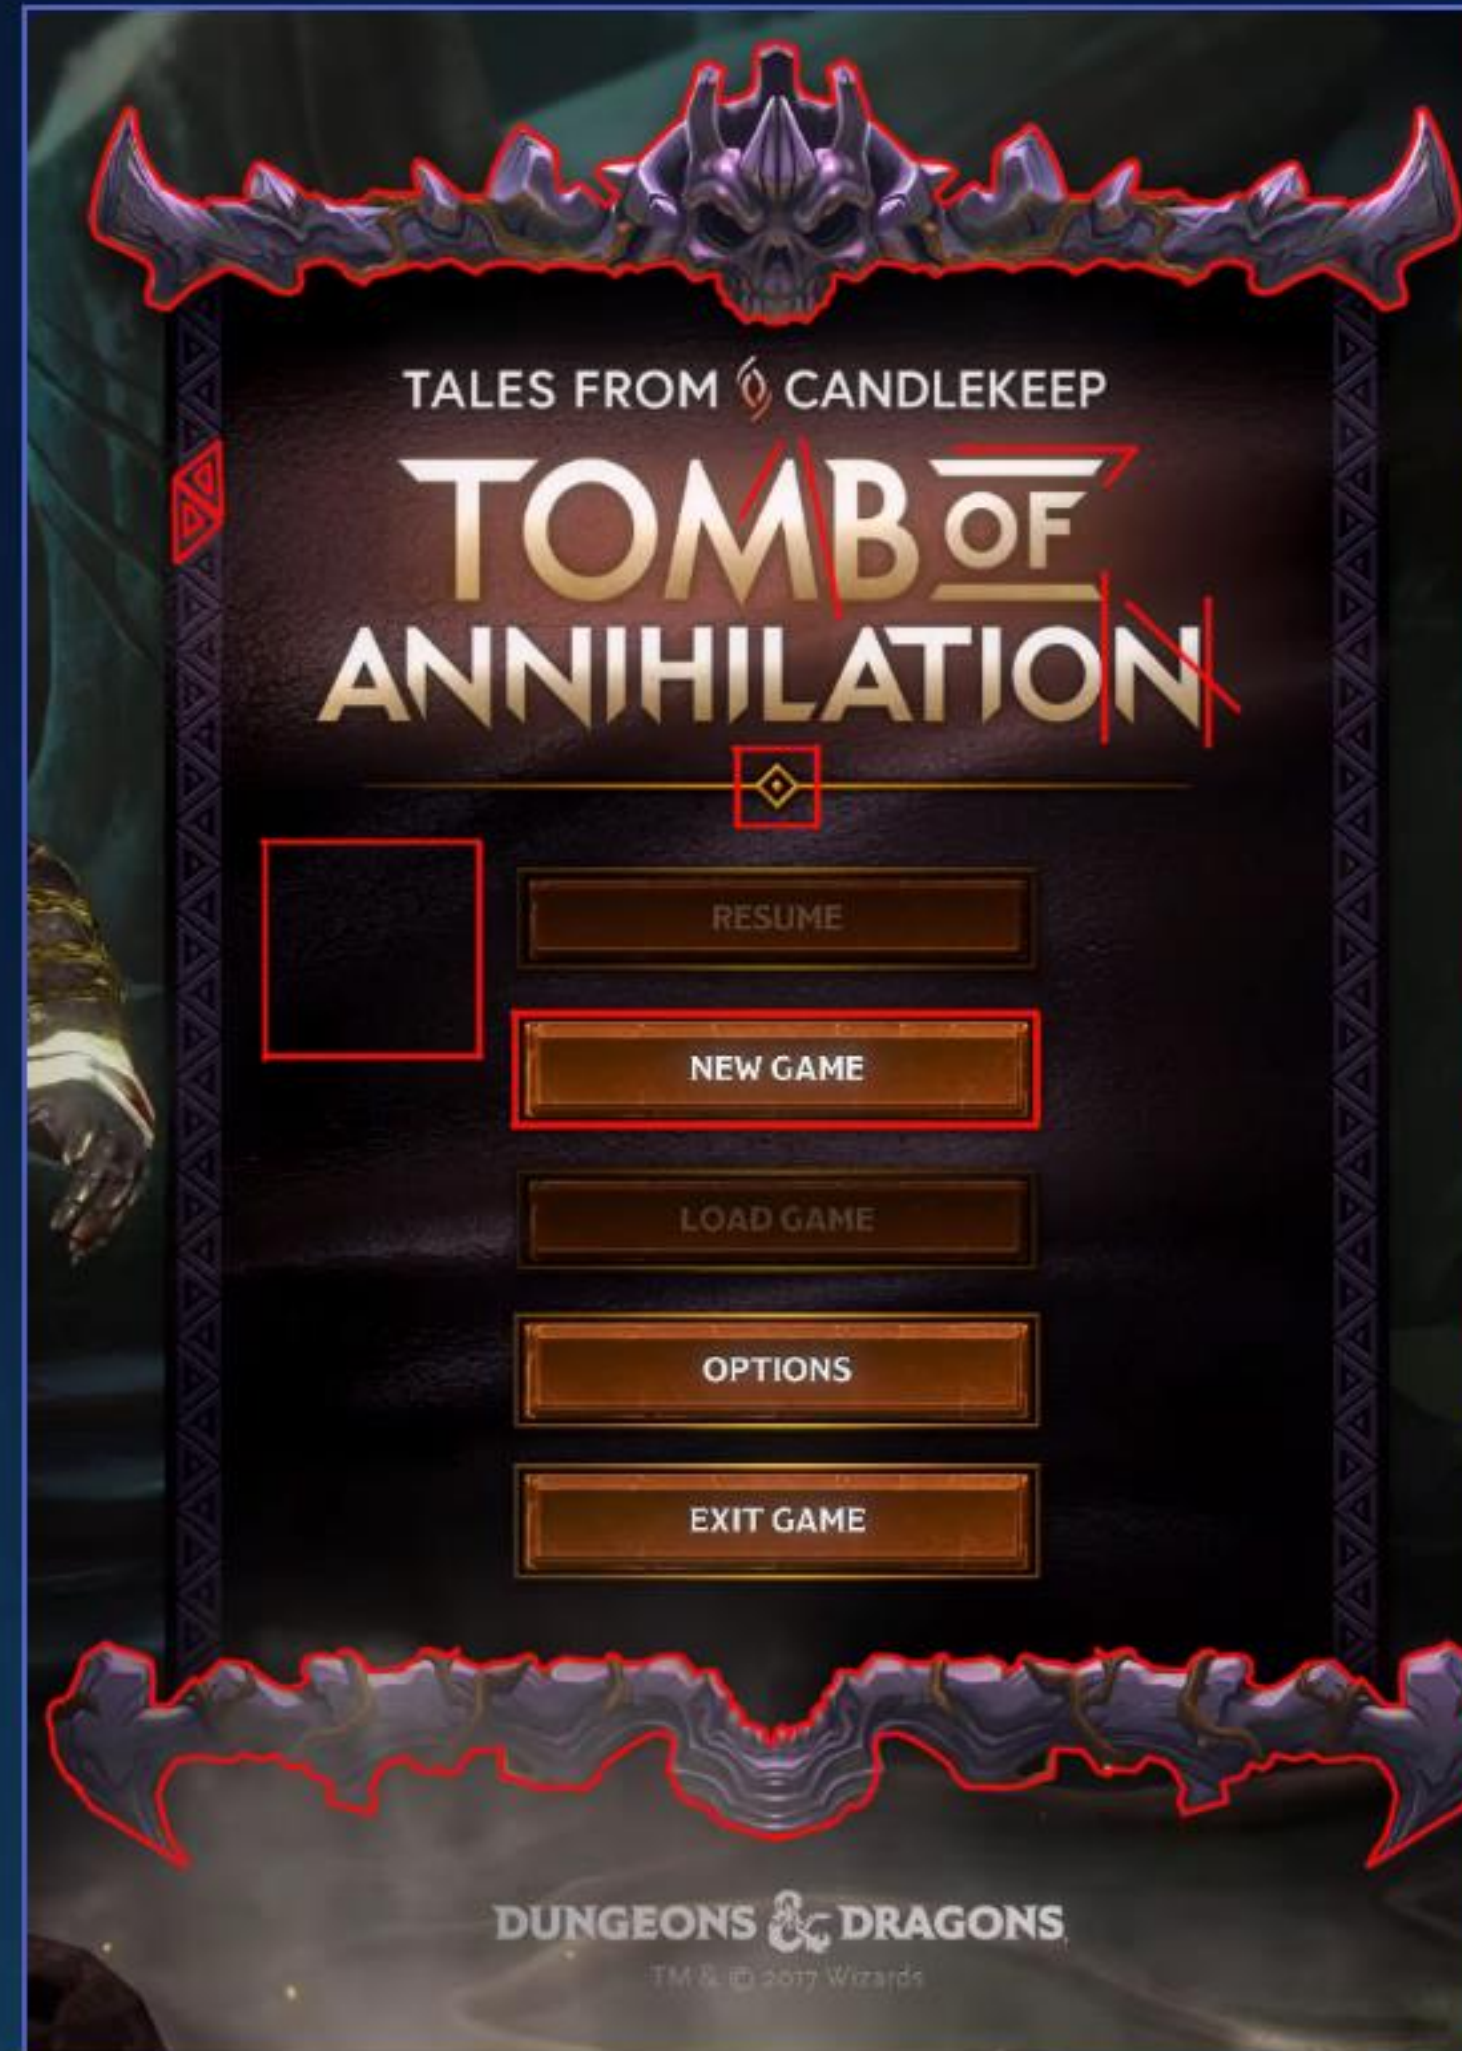 TALES FROM CANDLEKEEP
TOMB OF
ANNIHILATION
RESUME
NEW GAME
LOAD GAME
OPTIONS
EXIT GAME
DUNGEONS & DRAGONS
TM & © 2017 Wizards